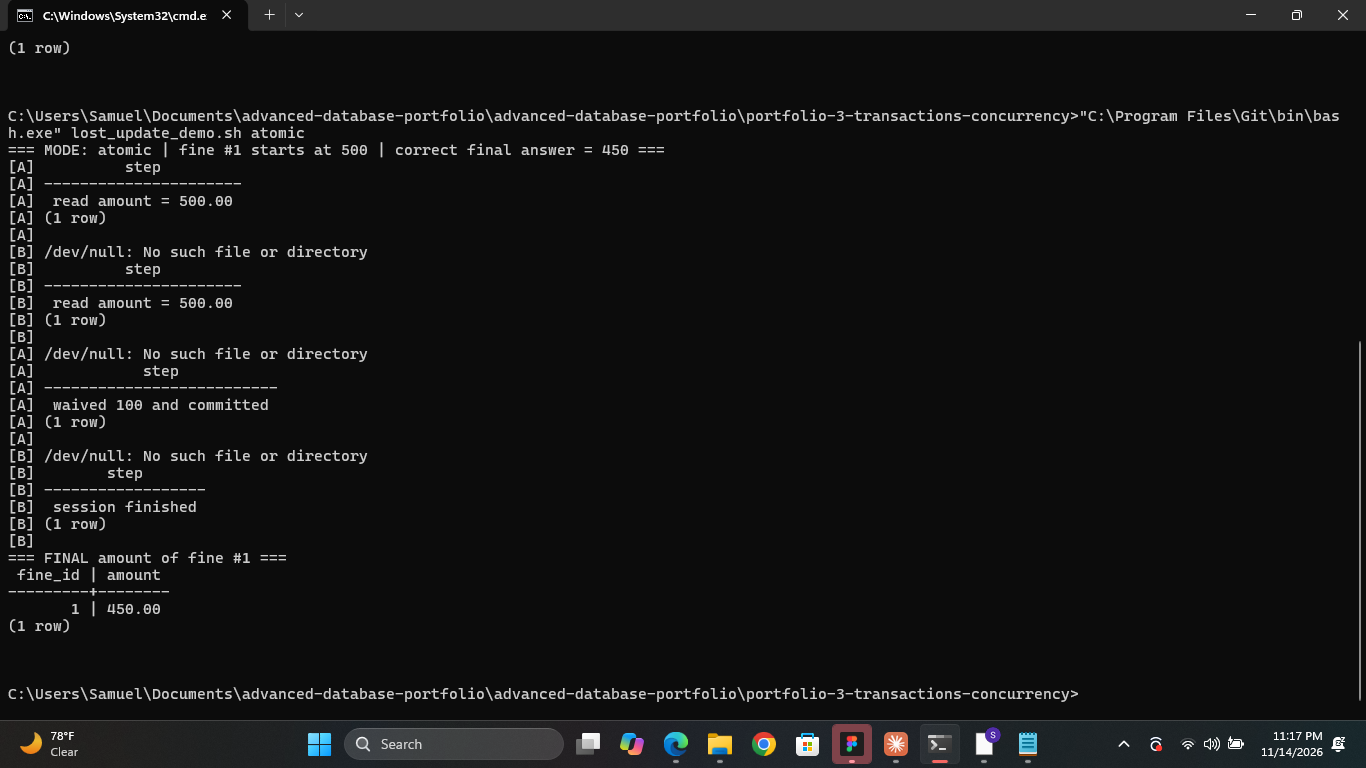 C:\Windows\System32\cmd.e
(1 row)
C:\Users\Samuel\Documents\advanced-database-portfolio\advanced-database-portfolio\portfolio-3-transactions-concurrency>"C:\Program Files\Git\bin\bas
h.exe" lost_update_demo.sh atomic
=== MODE: atomic | fine #1 starts at 500 | correct final answer = 450 ===
[A]          step
[A] ----------------------
[A]  read amount = 500.00
[A] (1 row)
[A]
[B] /dev/null: No such file or directory
[B]          step
[B] ----------------------
[B]  read amount = 500.00
[B] (1 row)
[B]
[A] /dev/null: No such file or directory
[A]            step
[A] --------------------------
[A]  waived 100 and committed
[A] (1 row)
[A]
[B] /dev/null: No such file or directory
[B]        step
[B] ------------------
[B]  session finished
[B] (1 row)
[B]
=== FINAL amount of fine #1 ===
 fine_id | amount
---------+--------
       1 | 450.00
(1 row)
C:\Users\Samuel\Documents\advanced-database-portfolio\advanced-database-portfolio\portfolio-3-transactions-concurrency>
78°F
Clear
Search
S
11:17 PM
11/14/2026